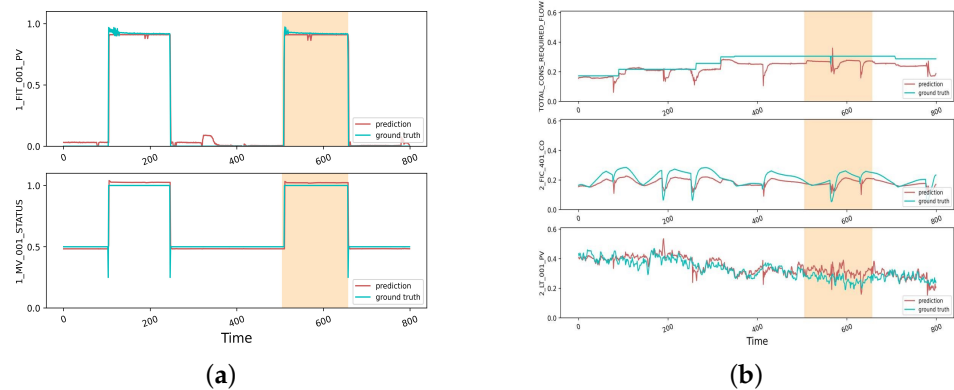 1_FIT_001_PV
1.0
0.5
0.0
0
200
400
600
800
prediction
ground truth
1_MV_001_STATUS
1.0
0.5
0.0
0
200
400
600
800
prediction
ground truth
Time
(a)
TOTAL_CONS_REQUIRED_FLOW
0.6
0.4
0.2
0.0
0
200
400
600
800
prediction
ground truth
2_FIC_401_CO
0.6
0.4
0.2
0.0
0
200
400
600
800
prediction
ground truth
2_LT_001_PV
0.6
0.4
0.2
0.0
0
200
400
600
800
prediction
ground truth
Time
(b)